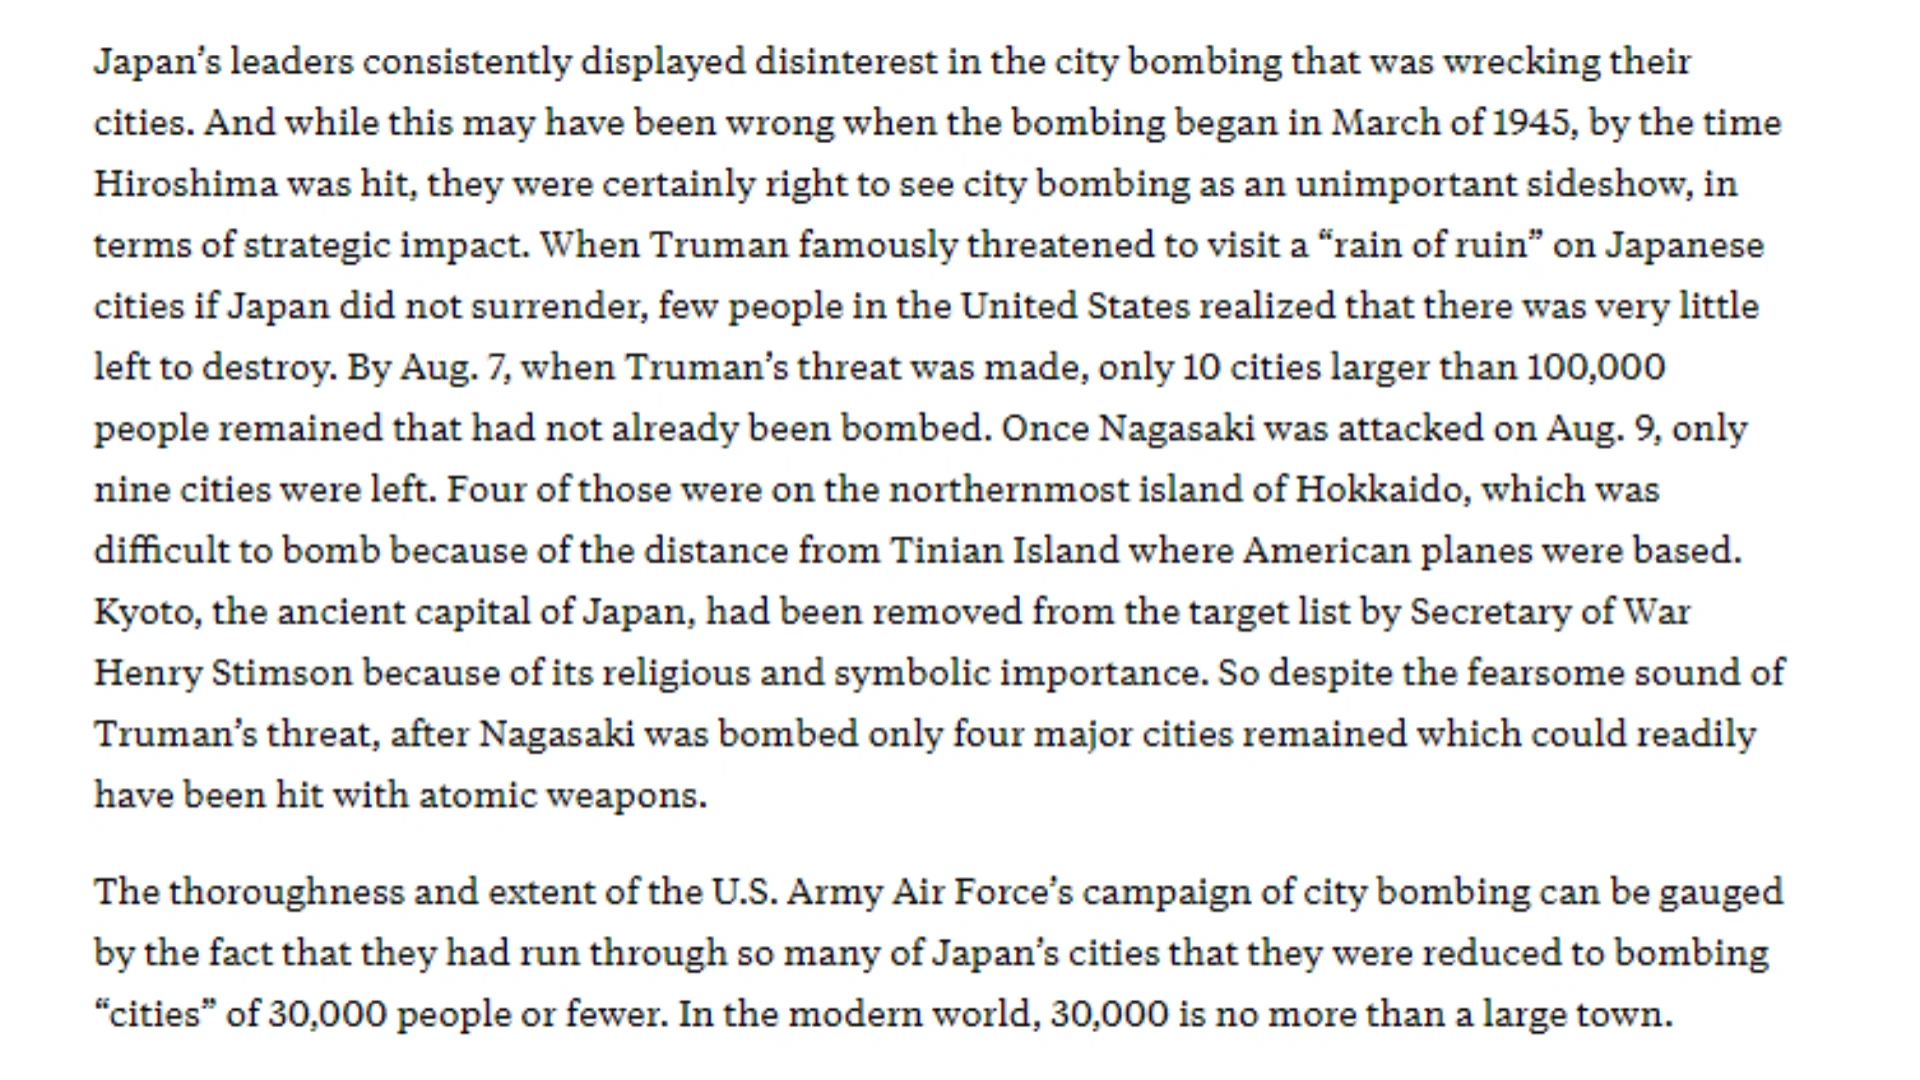 Japan’s leaders consistently displayed disinterest in the city bombing that was wrecking their
cities. And while this may have been wrong when the bombing began in March of 1945, by the time
Hiroshima was hit, they were certainly right to see city bombing as an unimportant sideshow, in
terms of strategic impact. When Truman famously threatened to visit a “rain of ruin” on Japanese
cities if Japan did not surrender, few people in the United States realized that there was very little
left to destroy. By Aug. 7, when Truman’s threat was made, only 10 cities larger than 100,000
people remained that had not already been bombed. Once Nagasaki was attacked on Aug. 9, only
nine cities were left. Four of those were on the northernmost island of Hokkaido, which was
difficult to bomb because of the distance from Tinian Island where American planes were based.
Kyoto, the ancient capital of Japan, had been removed from the target list by Secretary of War
Henry Stimson because of its religious and symbolic importance. So despite the fearsome sound of
Truman’s threat, after Nagasaki was bombed only four major cities remained which could readily
have been hit with atomic weapons.
The thoroughness and extent of the U.S. Army Air Force’s campaign of city bombing can be gauged
by the fact that they had run through so many of Japan’s cities that they were reduced to bombing
“cities” of 30,000 people or fewer. In the modern world, 30,000 is no more than a large town.